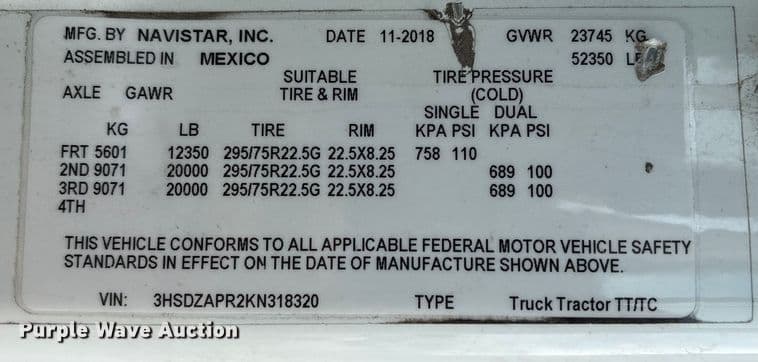 MFG. BY NAVISTAR, INC. DATE 11-2018 GVWR 23745 KG
ASSEMBLED IN MEXICO 52350
SUITABLE TIRE PRESSURE
AXLE GAWR TIRE & RIM (COLD)
SINGLE DUAL
KG LB TIRE RIM KPA PSI KPA PSI
FRT 5601 12350 295/75R22.5G 22.5X8.25 758 110
2ND 9071 20000 295/75R22.5G 22.5X8.25 689 100
3RD 9071 20000 295/75R22.5G 22.5X8.25 689 100
4TH
THIS VEHICLE CONFORMS TO ALL APPLICABLE FEDERAL MOTOR VEHICLE SAFETY
STANDARDS IN EFFECT ON THE DATE OF MANUFACTURE SHOWN ABOVE.
VIN: 3HSDZAPR2KN318320 TYPE Truck Tractor TT/TC
Purple Wave Auction